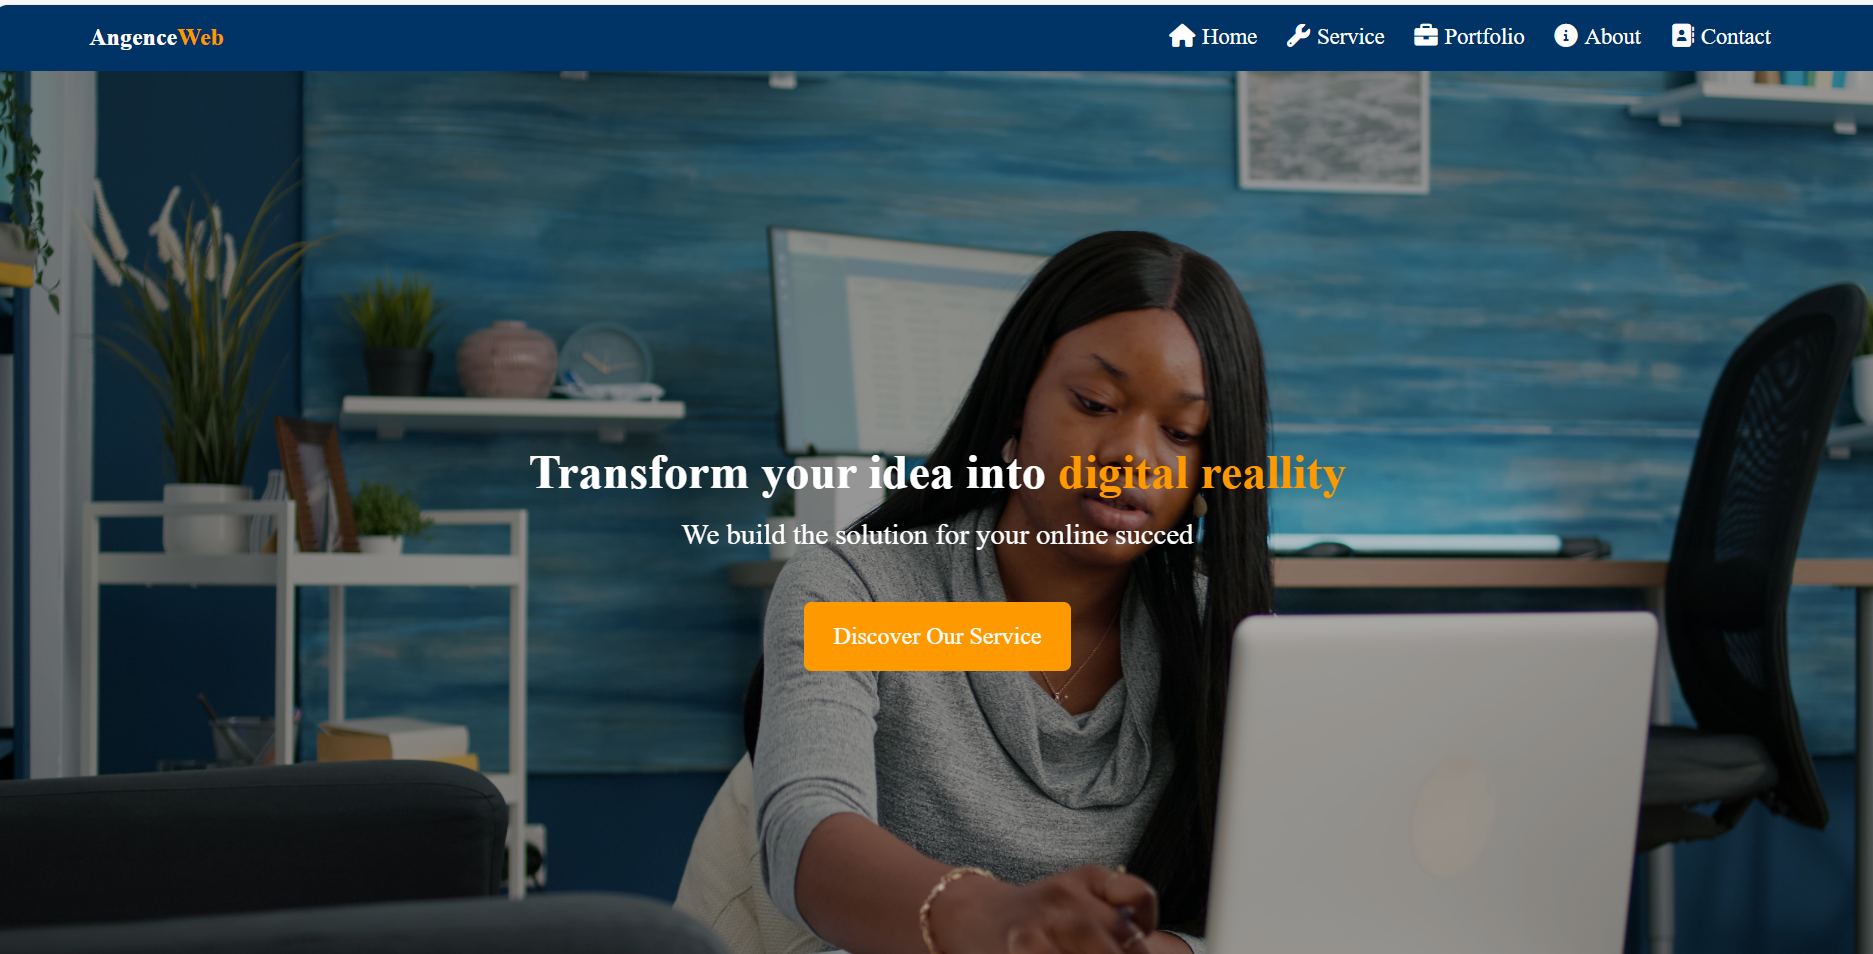 AngenceWeb
Home Service Portfolio About Contact
Transform your idea into digital reallity
We build the solution for your online succed
Discover Our Service